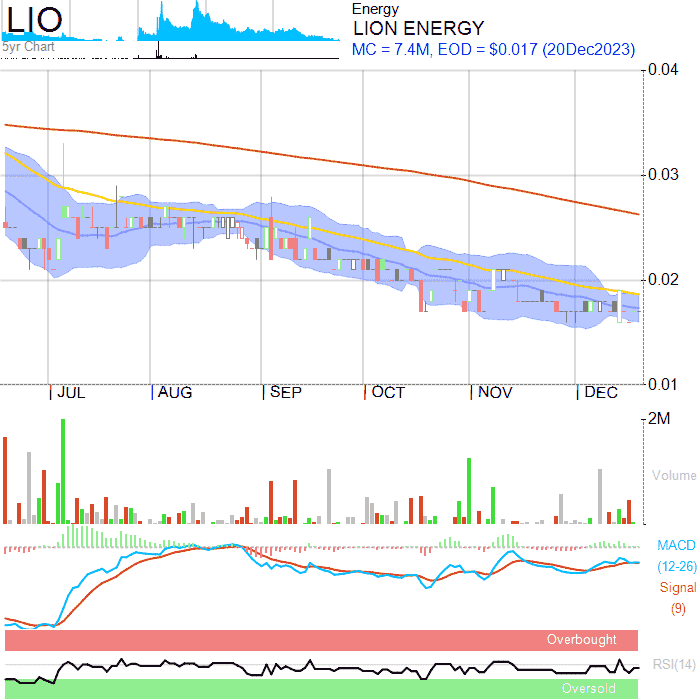 LIO
5yr Chart
Energy
LION ENERGY
MC = 7.4M, EOD = $0.017 (20Dec2023)
0.04
0.03
0.02
0.01
JUL AUG SEP OCT NOV DEC
2M
Volume
MACD
(12-26)
Signal
(9)
Overbought
RSI(14)
Oversold